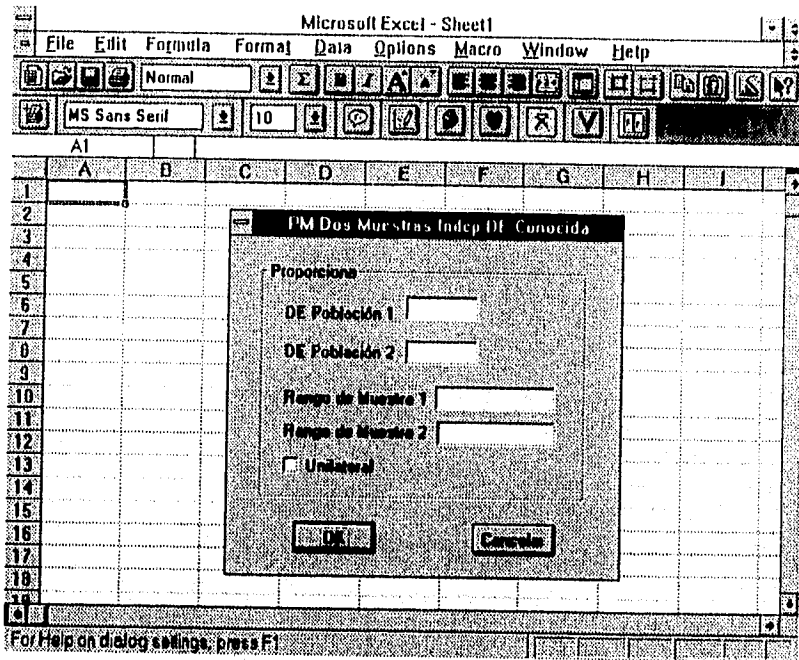 Microsoft Excel - Sheet1
File Edit Formula Format Data Options Macro Window Help
Normal
MS Sans Serif 10
A1
A B C D E F G H I
1
2
3
4
5
6
7
8
9
10
11
12
13
14
15
16
17
18
19
PM Dos Muestras Indep DE Conocida
Proporcione
DE Población 1
DE Población 2
Rango de Muestra 1
Rango de Muestra 2
Unilateral
OK Cancelar
For Help on dialog settings, press F1